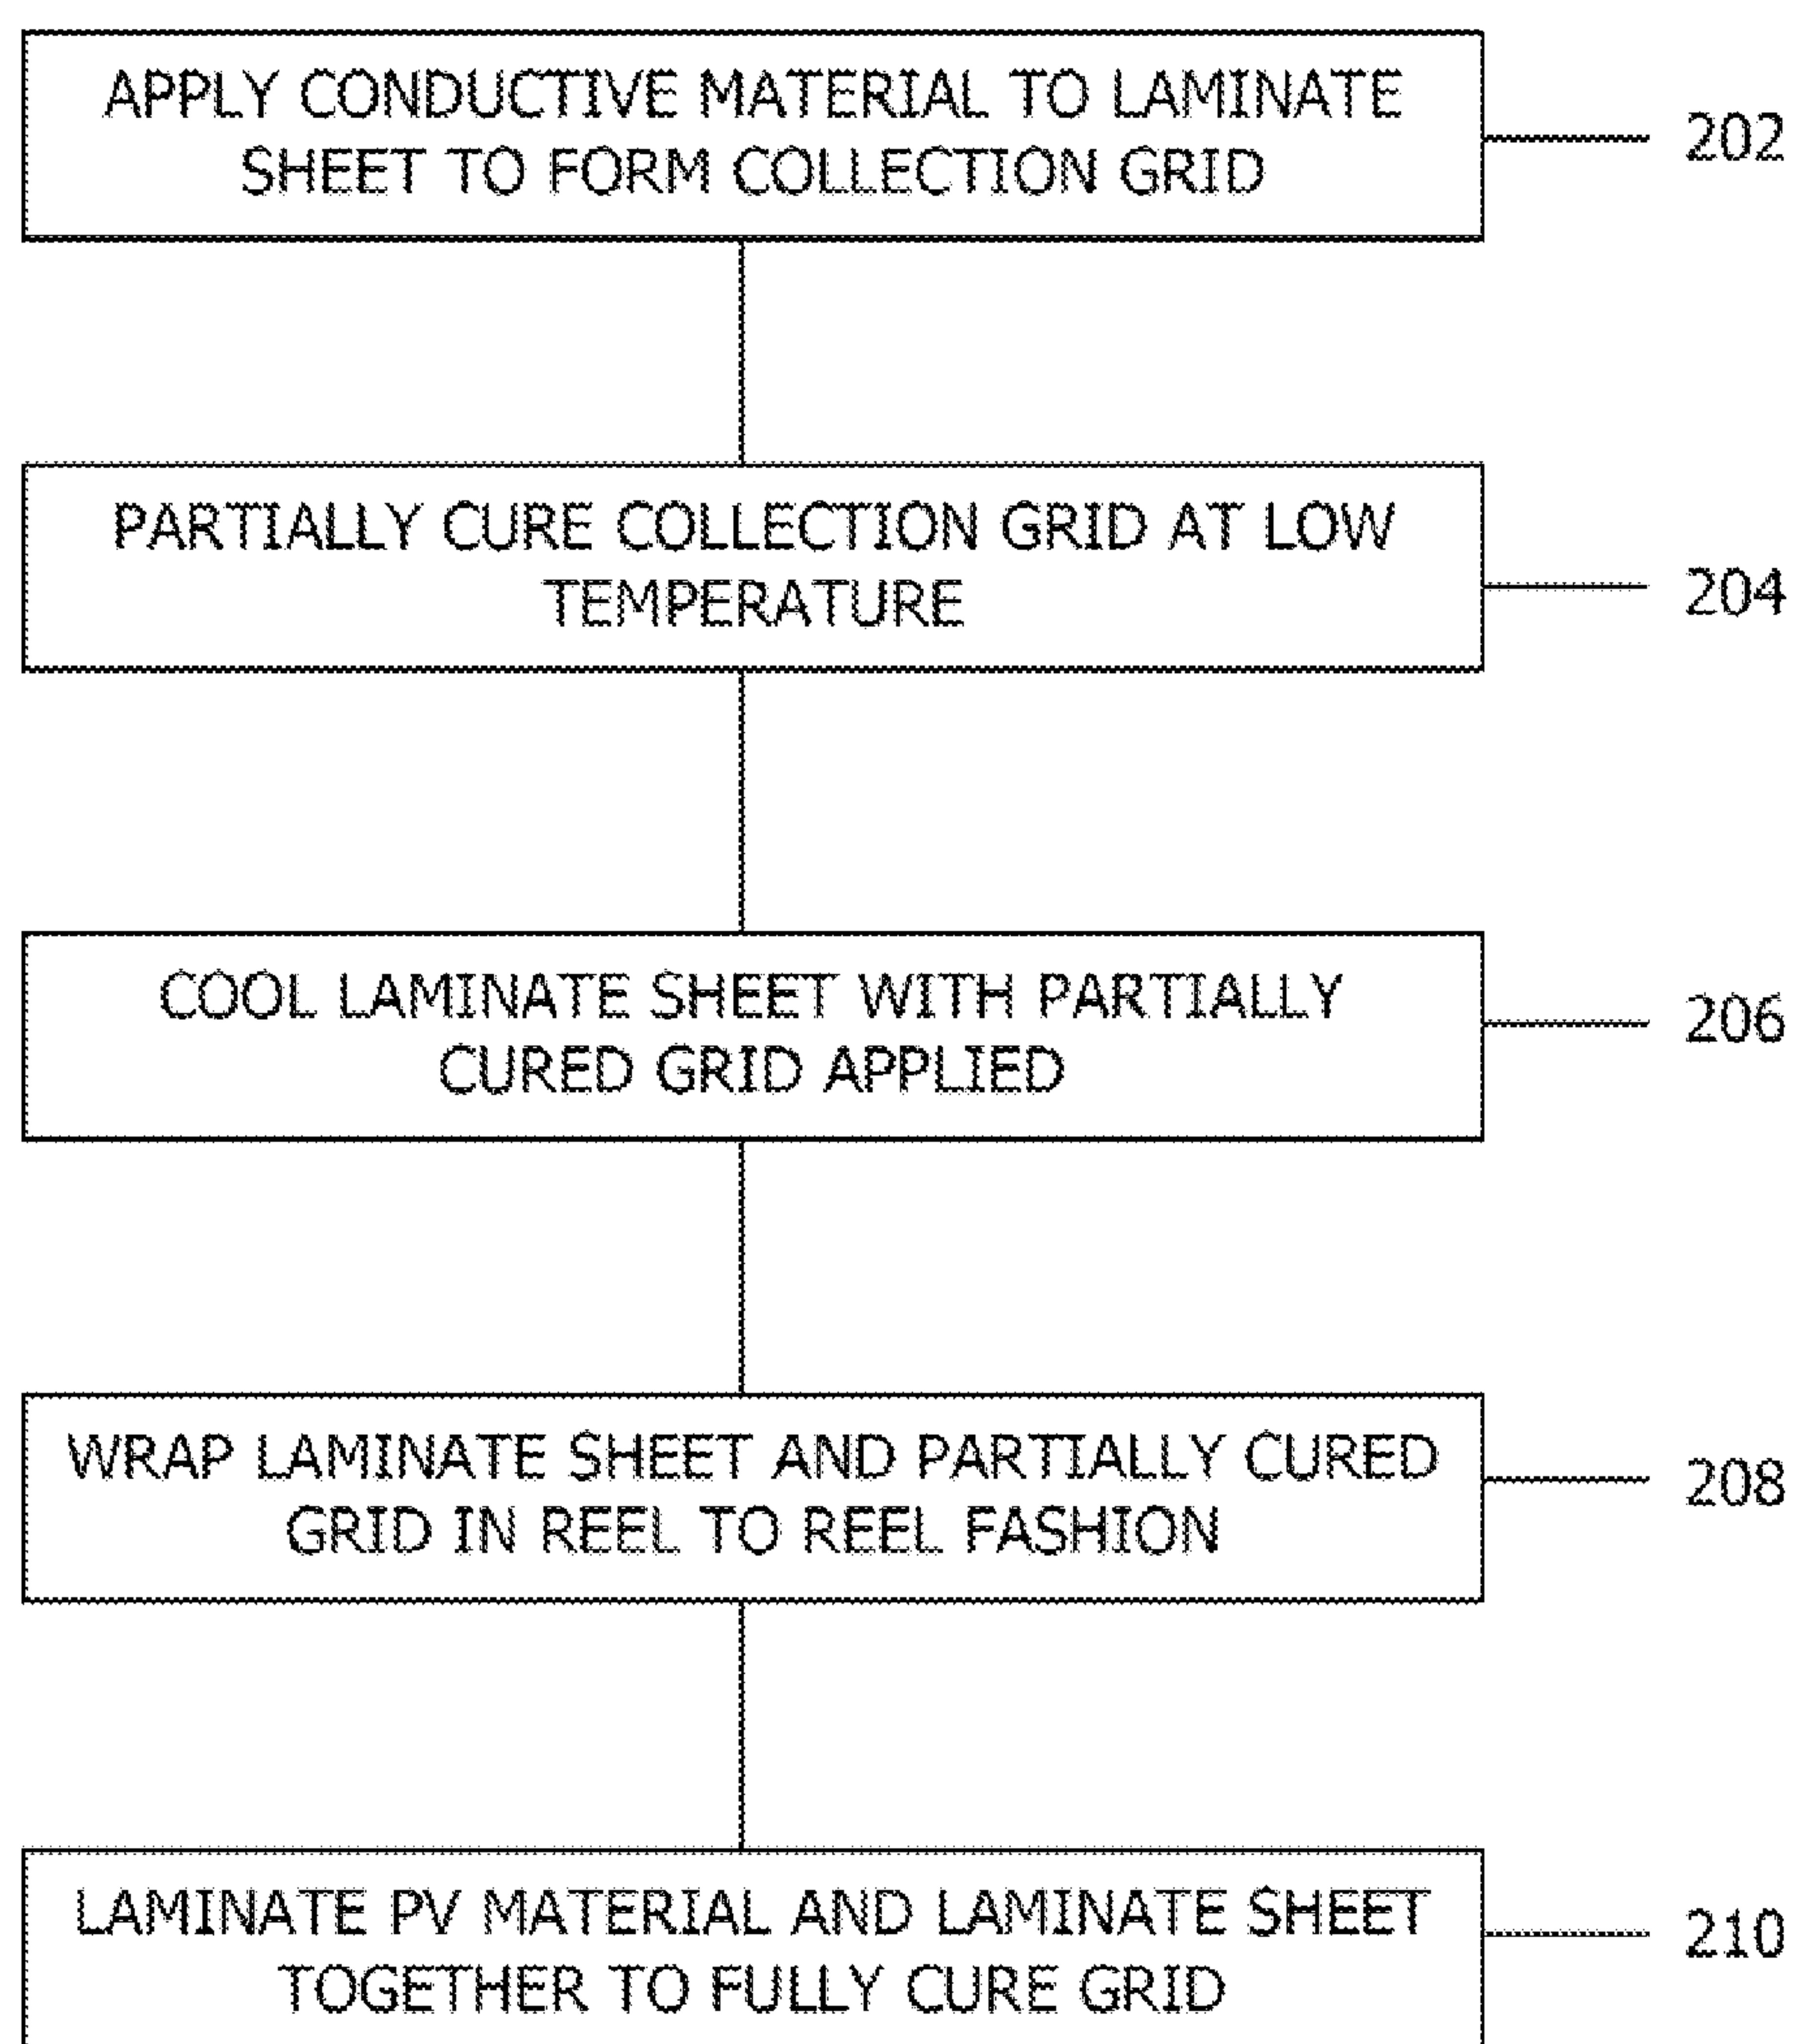 APPLY CONDUCTIVE MATERIAL TO LAMINATE
SHEET TO FORM COLLECTION GRID
202
PARTIALLY CURE COLLECTION GRID AT LOW
TEMPERATURE
204
COOL LAMINATE SHEET WITH PARTIALLY
CURED GRID APPLIED
206
WRAP LAMINATE SHEET AND PARTIALLY CURED
GRID IN REEL TO REEL FASHION
208
LAMINATE PV MATERIAL AND LAMINATE SHEET
TOGETHER TO FULLY CURE GRID
210